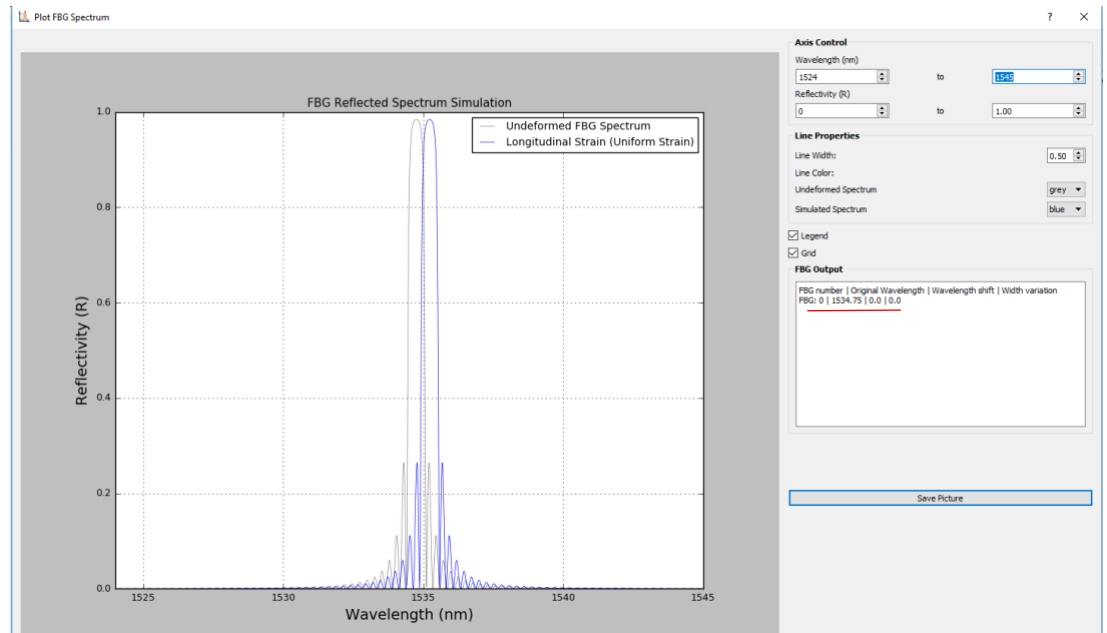 Plot FBG Spectrum
? ×
FBG Reflected Spectrum Simulation
Undeformed FBG Spectrum
Longitudinal Strain (Uniform Strain)
1.0
0.8
0.6
0.4
0.2
0.0
Reflectivity (R)
1525 1530 1535 1540 1545
Wavelength (nm)
Axis Control
Wavelength (nm)
1524 to 1545
Reflectivity (R)
0 to 1.00
Line Properties
Line Width: 0.50
Line Color:
Undeformed Spectrum grey
Simulated Spectrum blue
Legend
Grid
FBG Output
FBG number | Original Wavelength | Wavelength shift | Width variation
FBG: 0 | 1534.75 | 0.0 | 0.0
Save Picture